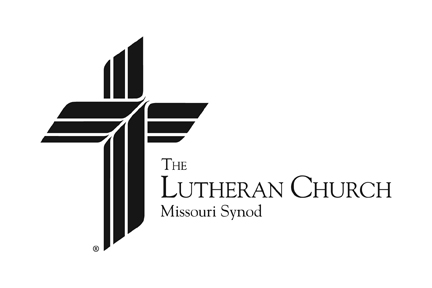 The
Lutheran Church
Missouri Synod
®